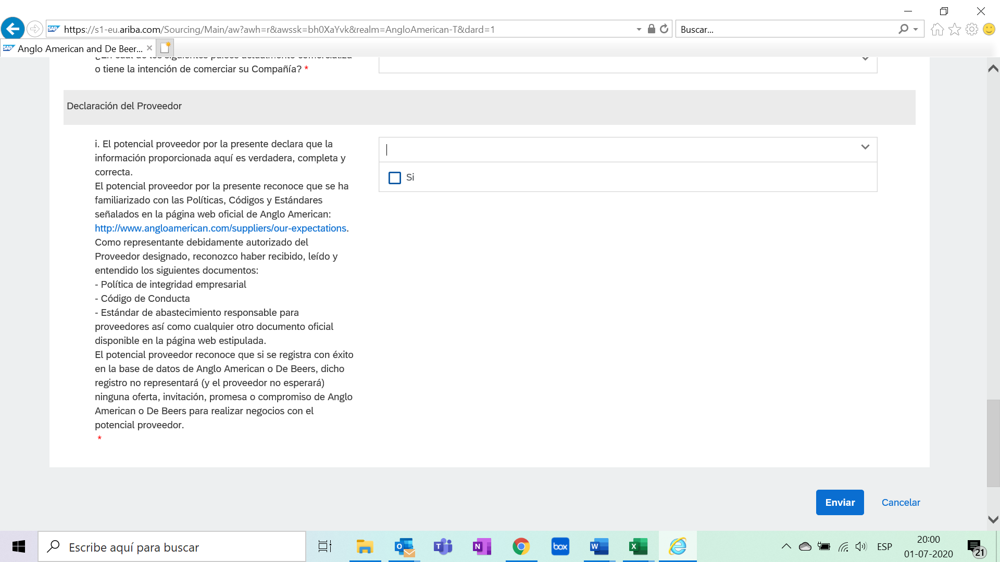 https://s1-eu.ariba.com/Sourcing/Main/aw?awh=r&awssk=bh0XaYvk&realm=AngloAmerican-T&dard=1
Buscar...
Anglo American and De Beer...
¿En cuál de los siguientes países actualmente comercializa
o tiene la intención de comerciar su Compañía? *
Declaración del Proveedor
i. El potencial proveedor por la presente declara que la
información proporcionada aquí es verdadera, completa y
correcta.
El potencial proveedor por la presente reconoce que se ha
familiarizado con las Políticas, Códigos y Estándares
señalados en la página web oficial de Anglo American:
http://www.angloamerican.com/suppliers/our-expectations.
Como representante debidamente autorizado del
Proveedor designado, reconozco haber recibido, leído y
entendido los siguientes documentos:
- Política de integridad empresarial
- Código de Conducta
- Estándar de abastecimiento responsable para
proveedores así como cualquier otro documento oficial
disponible en la página web estipulada.
El potencial proveedor reconoce que si se registra con éxito
en la base de datos de Anglo American o De Beers, dicho
registro no representará (y el proveedor no esperará)
ninguna oferta, invitación, promesa o compromiso de Anglo
American o De Beers para realizar negocios con el
potencial proveedor.
*
Si
Enviar
Cancelar
Escribe aquí para buscar
box
ESP
20:00
01-07-2020
21